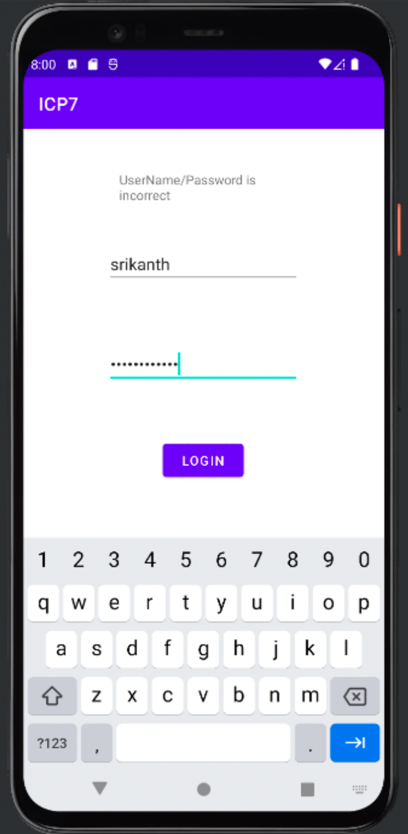 8:00
ICP7
UserName/Password is
incorrect
srikanth
••••••••••••
LOGIN
1 2 3 4 5 6 7 8 9 0
q w e r t y u i o p
a s d f g h j k l
z x c v b n m
?123 , .